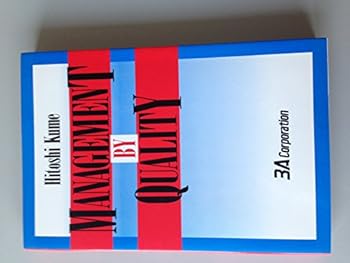 Hitoshi Kume
MANAGEMENT
BY
QUALITY
3A Corporation